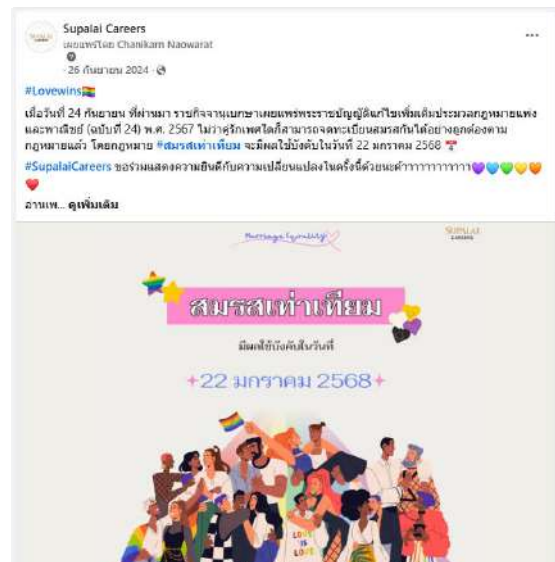 Supalai Careers
เผยแพร่โดย Chanikarn Naowarat
· 26 กันยายน 2024 ·
#Lovewins🏳️‍🌈
เมื่อวันที่ 24 กันยายน ที่ผ่านมา ราชกิจจานุเบกษาเผยแพร่พระราชบัญญัติแก้ไขเพิ่มเติมประมวลกฎหมายแพ่ง
และพาณิชย์ (ฉบับที่ 24) พ.ศ. 2567 ไม่ว่าคู่รักเพศใดก็สามารถจดทะเบียนสมรสกันได้อย่างถูกต้องตาม
กฎหมายแล้ว โดยกฎหมาย #สมรสเท่าเทียม จะมีผลใช้บังคับในวันที่ 22 มกราคม 2568
#SupalaiCareers ขอร่วมแสดงความยินดีกับความเปลี่ยนแปลงในครั้งนี้ด้วยนะค้าาาาาาาาาาาา💜💙💚💛🧡
❤️
อ่านเพ... ดูเพิ่มเติม
Marriage Equality
SUPALAI
CAREERS
สมรสเท่าเทียม
มีผลใช้บังคับในวันที่
22 มกราคม 2568
LOVE
IS
LOVE